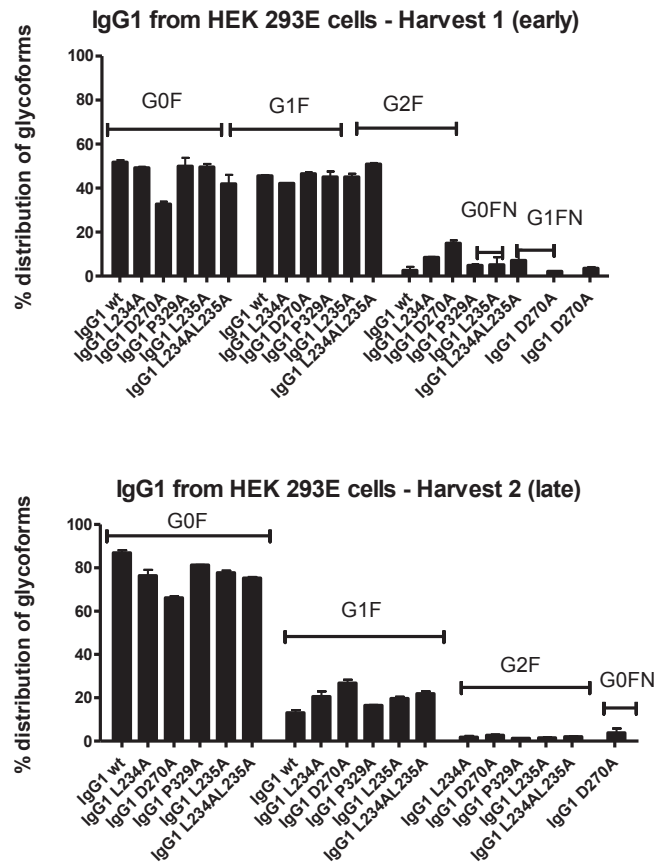 IgG1 from HEK 293E cells - Harvest 1 (early)
% distribution of glycoforms
100
80
60
40
20
0
G0F
G1F
G2F
G0FN
G1FN
IgG1 wt
IgG1 L234A
IgG1 D270A
IgG1 P329A
IgG1 L235A
IgG1 L234AL235A
IgG1 wt
IgG1 L234A
IgG1 D270A
IgG1 P329A
IgG1 L235A
IgG1 L234AL235A
IgG1 wt
IgG1 L234A
IgG1 D270A
IgG1 P329A
IgG1 L235A
IgG1 L234AL235A
IgG1 D270A
IgG1 D270A
IgG1 from HEK 293E cells - Harvest 2 (late)
% distribution of glycoforms
100
80
60
40
20
0
G0F
G1F
G2F
G0FN
IgG1 wt
IgG1 L234A
IgG1 D270A
IgG1 P329A
IgG1 L235A
IgG1 L234AL235A
IgG1 wt
IgG1 L234A
IgG1 D270A
IgG1 P329A
IgG1 L235A
IgG1 L234AL235A
IgG1 L234A
IgG1 D270A
IgG1 P329A
IgG1 L235A
IgG1 L234AL235A
IgG1 D270A